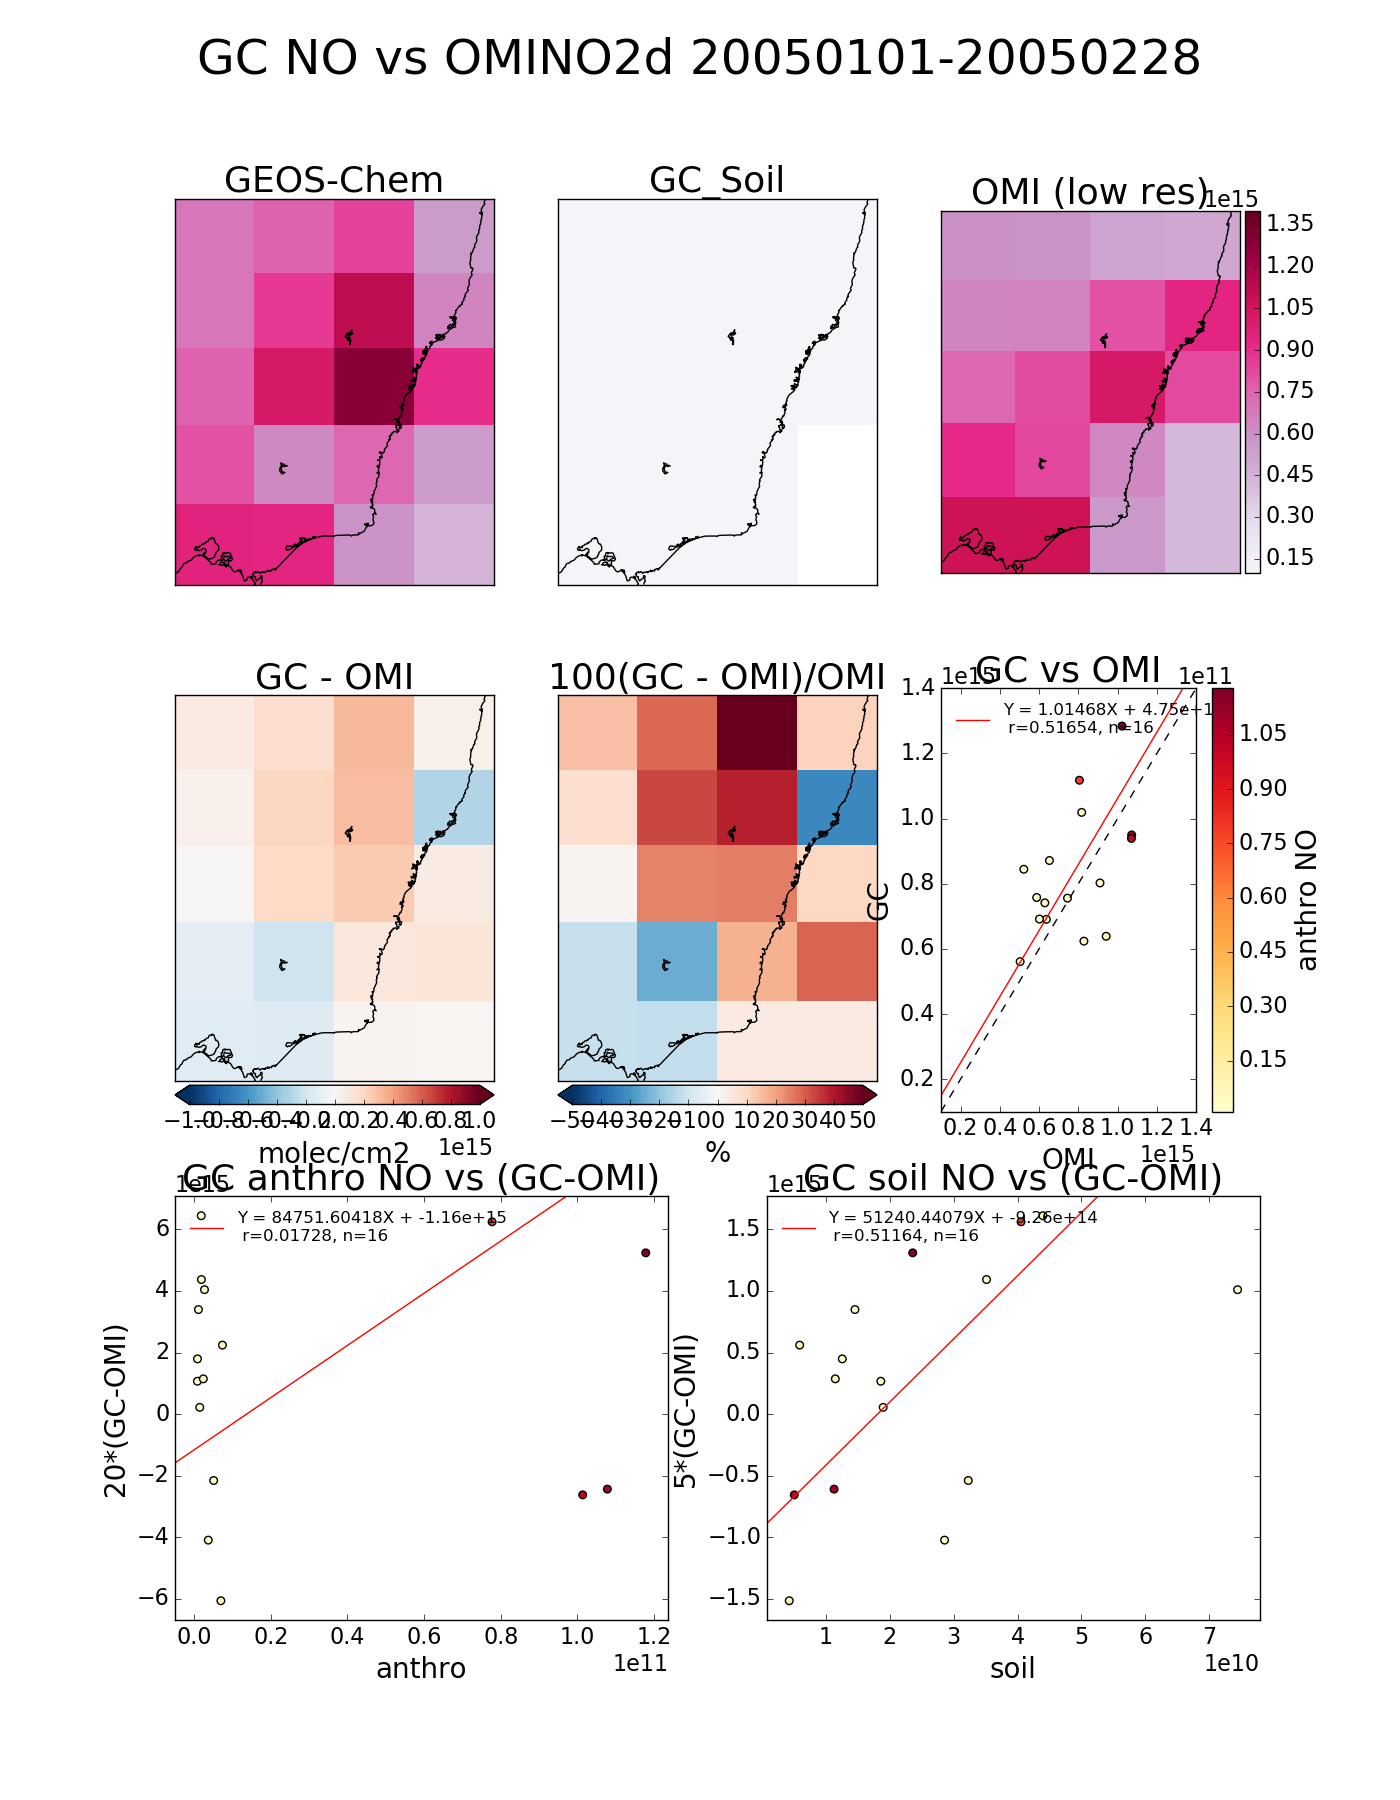 GC NO vs OMINO2d 20050101-20050228
GEOS-Chem
GC_Soil
OMI (low res)
1e15
1.35
1.20
1.05
0.90
0.75
0.60
0.45
0.30
0.15
GC - OMI
−1.0 −0.8 −0.6 −0.4 −0.2 0.0 0.2 0.4 0.6 0.8 1.0
molec/cm2
1e15
100(GC - OMI)/OMI
−50 −40 −30 −20 −10 0 10 20 30 40 50
%
GC vs OMI
1e15
1e11
Y = 1.01468X + 4.75e+1
r=0.51654, n=16
1.4
1.2
1.0
0.8
0.6
0.4
0.2
GC
0.2 0.4 0.6 0.8 1.0 1.2 1.4
OMI
1e15
1.05
0.90
0.75
0.60
0.45
0.30
0.15
anthro NO
GC anthro NO vs (GC-OMI)
1e15
Y = 84751.60418X + -1.16e+15
r=0.01728, n=16
6
4
2
0
−2
−4
−6
20*(GC-OMI)
0.0 0.2 0.4 0.6 0.8 1.0 1.2
anthro
1e11
GC soil NO vs (GC-OMI)
1e15
Y = 51240.44079X + -9.26e+14
r=0.51164, n=16
1.5
1.0
0.5
0.0
−0.5
−1.0
−1.5
5*(GC-OMI)
1 2 3 4 5 6 7
soil
1e10